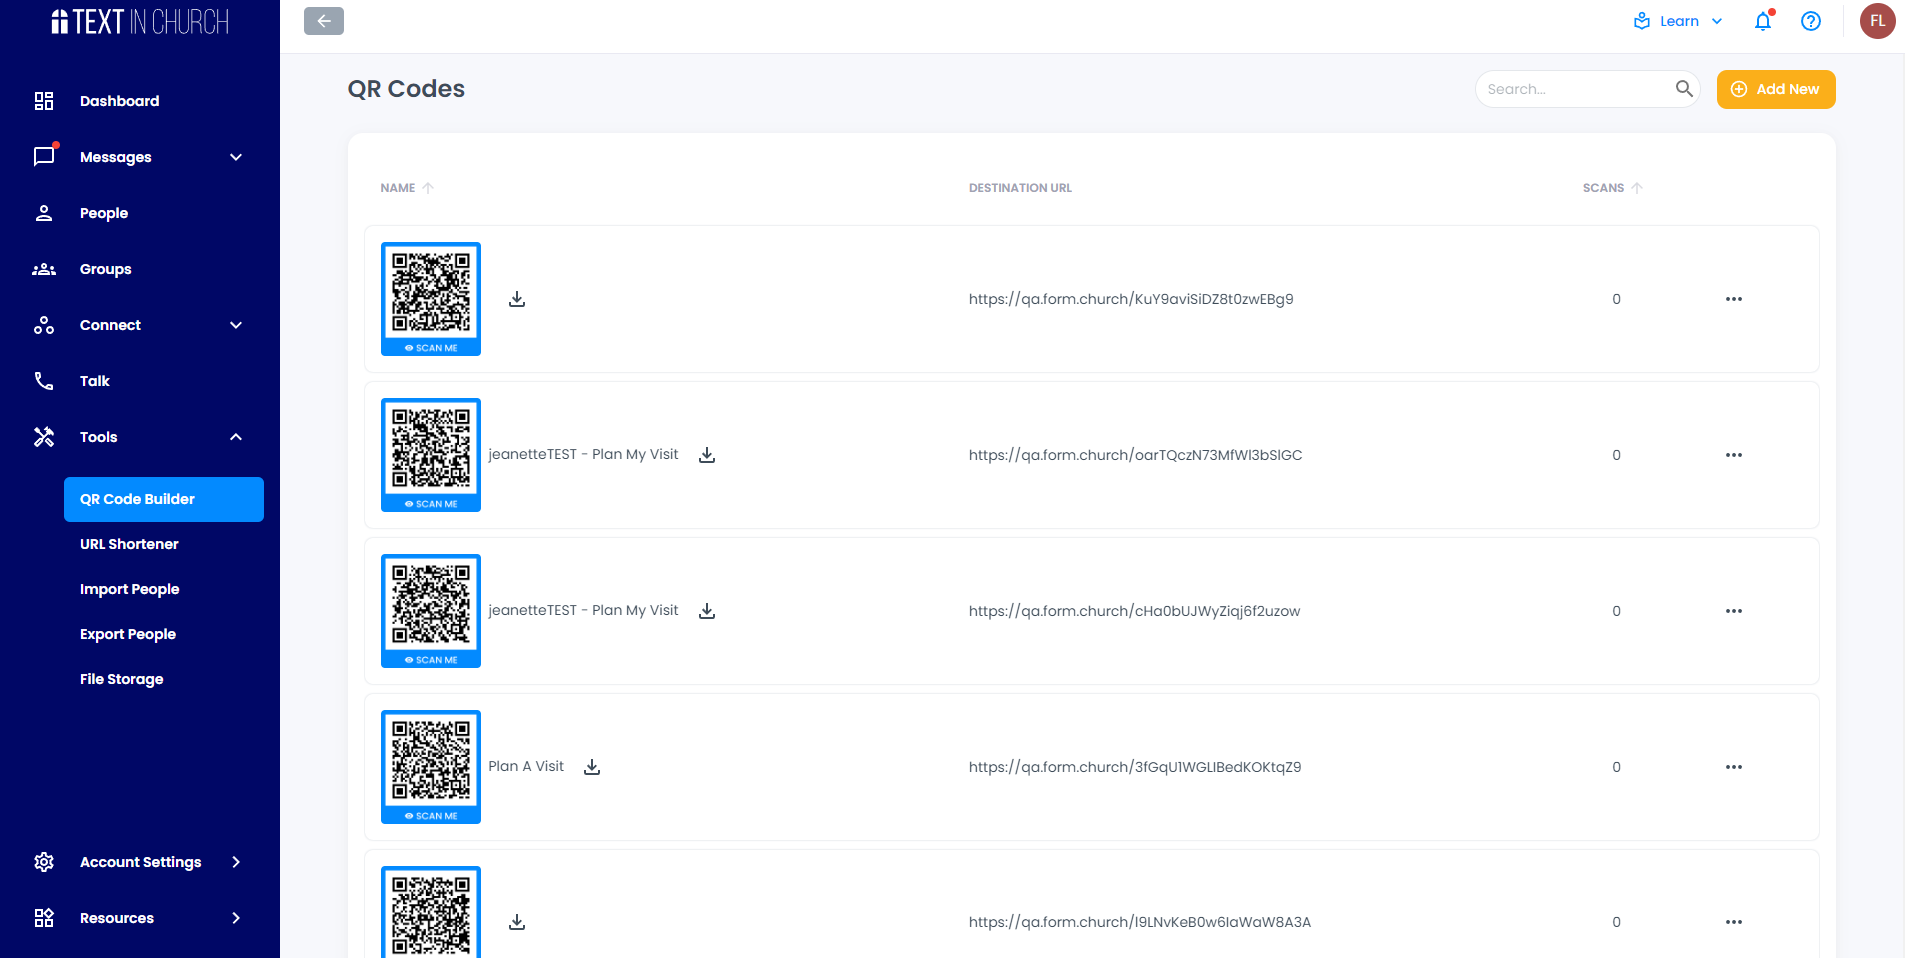 TEXT IN CHURCH
Learn
FL
Dashboard
Messages
People
Groups
Connect
Talk
Tools
QR Code Builder
URL Shortener
Import People
Export People
File Storage
Account Settings
Resources
QR Codes
Search...
Add New
NAME
DESTINATION URL
SCANS
SCAN ME
https://qa.form.church/KuY9aviSiDZ8t0zwEBg9
0
SCAN ME
jeanetteTEST - Plan My Visit
https://qa.form.church/oarTQczN73MfWl3bSlGC
0
SCAN ME
jeanetteTEST - Plan My Visit
https://qa.form.church/cHa0bUJWyZiqj6f2uzow
0
SCAN ME
Plan A Visit
https://qa.form.church/3fGqU1WGLIBedKOKtqZ9
0
https://qa.form.church/l9LNvKeB0w6IaWaW8A3A
0